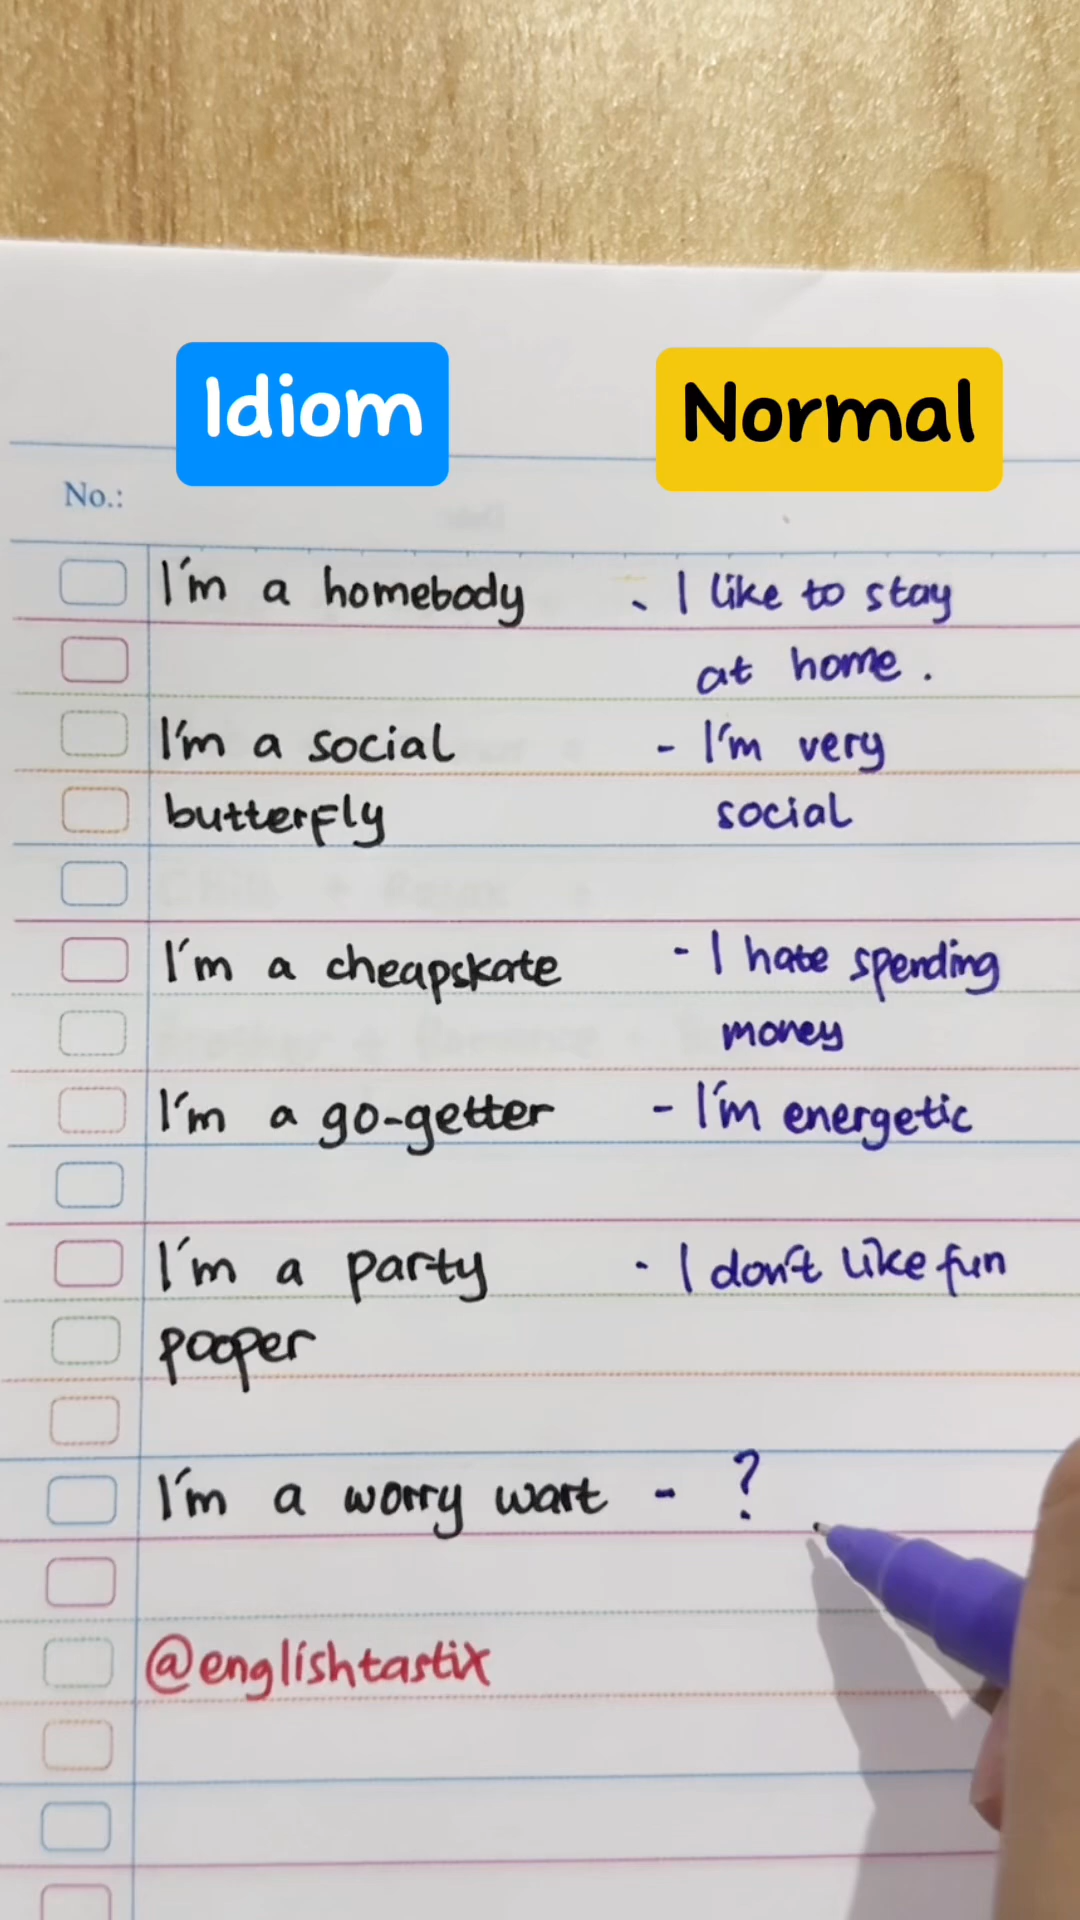 Idiom Normal
No.:
I'm a homebody - I like to stay
at home.
I'm a social - I'm very
butterfly social
I'm a cheapskate - I hate spending
money
I'm a go-getter - I'm energetic
I'm a party - I don't like fun
pooper
I'm a worry wart - ?
@englishtastix